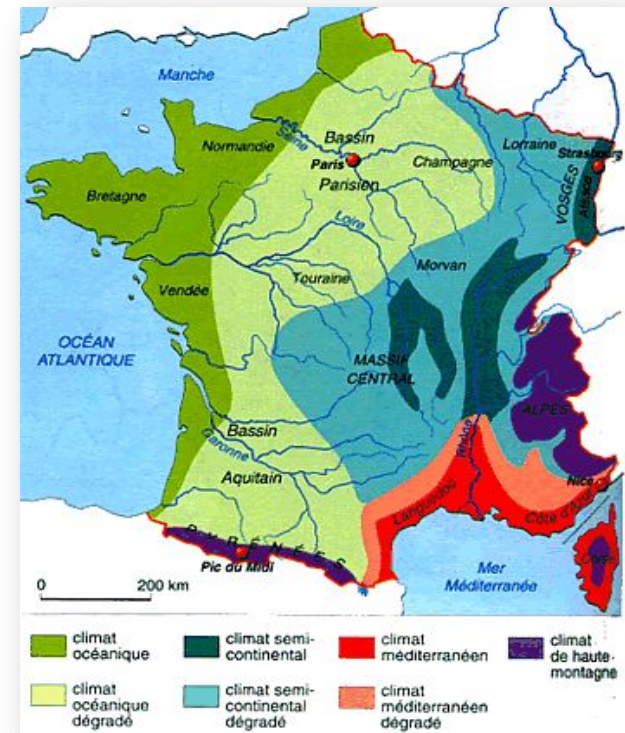 Manche
Normandie
Seine
Bassin
Paris
Parisien
Champagne
Lorraine
Strasbourg
VOSGES
Alsace
Bretagne
Loire
Vendée
Touraine
Morvan
OCÉAN
ATLANTIQUE
MASSIF
CENTRAL
ALPES
Bassin
Garonne
Aquitain
Rhône
Languedoc
Nice
Côte d'Azur
PYRÉNÉES
Pic du Midi
Mer
Méditerranée
Corse
0 200 km
climat
océanique
climat semi-
continental
climat
méditerranéen
climat
de haute-
montagne
climat
océanique
dégradé
climat semi-
continental
dégradé
climat
méditerranéen
dégradé